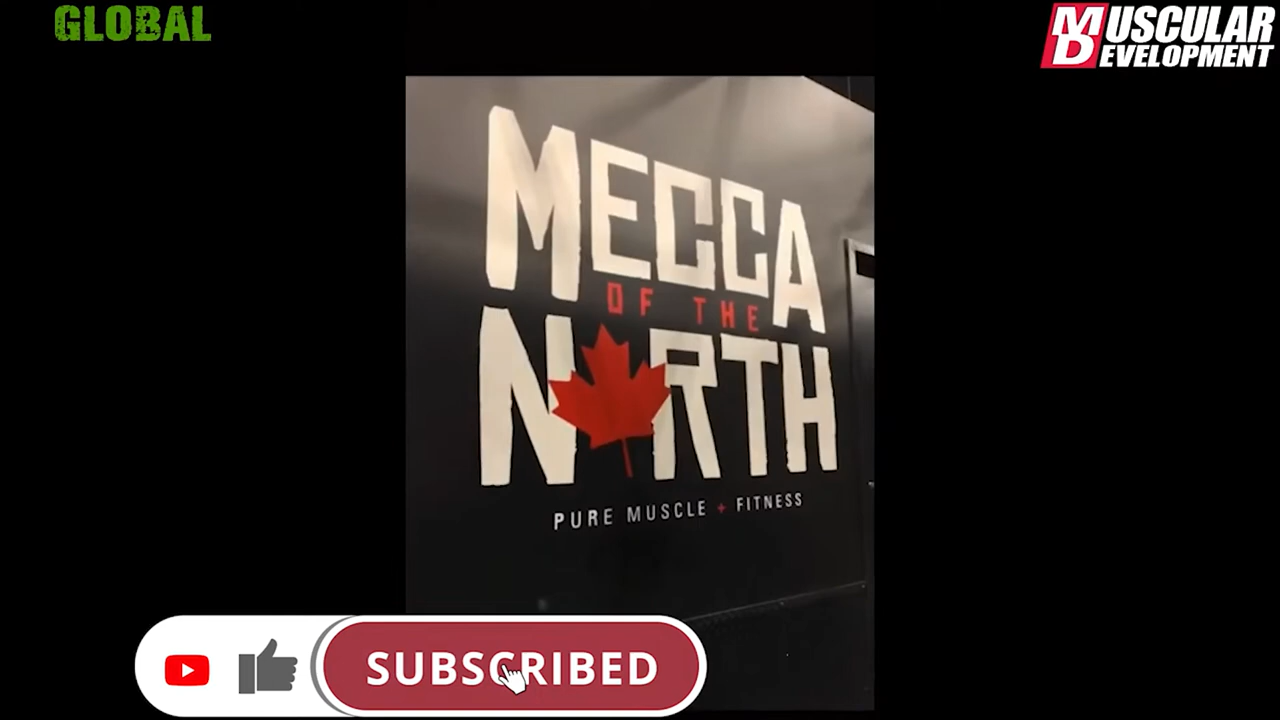 GLOBAL
MUSCULAR
DEVELOPMENT
MECCA
OF THE
NORTH
PURE MUSCLE + FITNESS
SUBSCRIBED